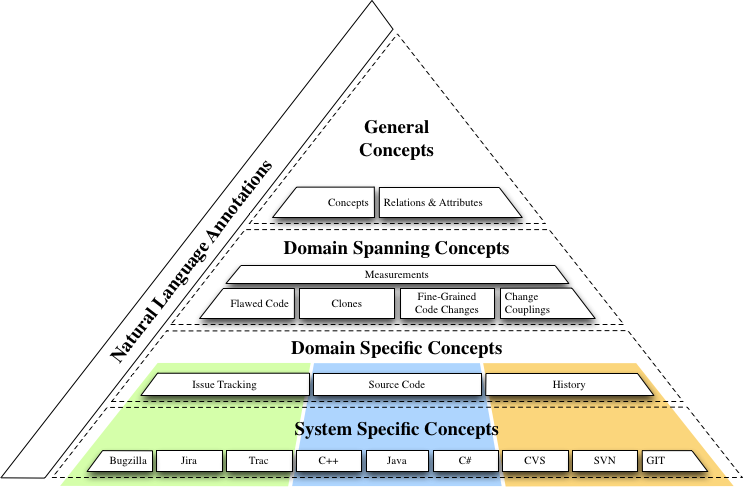 General
Concepts
Concepts
Relations & Attributes
Natural Language Annotations
Domain Spanning Concepts
Measurements
Flawed Code
Clones
Fine-Grained
Code Changes
Change
Couplings
Domain Specific Concepts
Issue Tracking
Source Code
History
System Specific Concepts
Bugzilla
Jira
Trac
C++
Java
C#
CVS
SVN
GIT